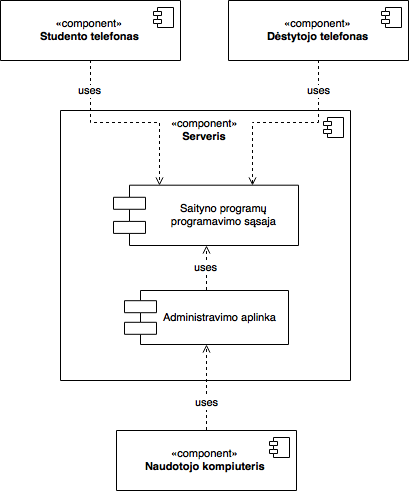 «component»
Studento telefonas
«component»
Dėstytojo telefonas
uses
uses
«component»
Serveris
Saityno programų
programavimo sąsaja
uses
Administravimo aplinka
uses
«component»
Naudotojo kompiuteris